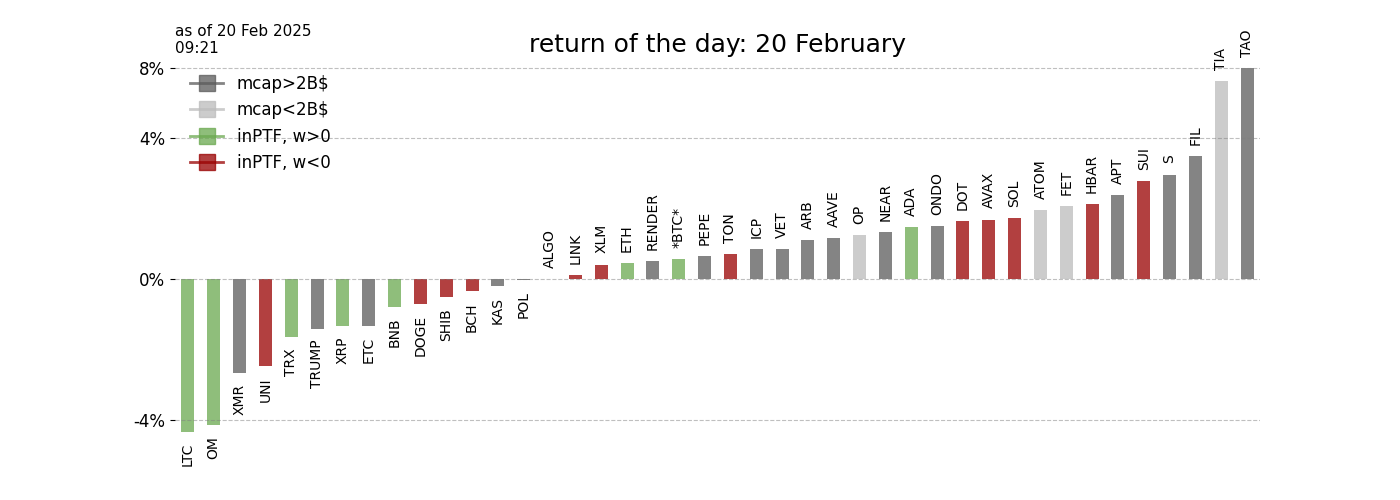 as of 20 Feb 2025
09:21
return of the day: 20 February
8%
4%
0%
-4%
mcap>2B$
mcap<2B$
inPTF, w>0
inPTF, w<0
LTC
OM
XMR
UNI
TRX
TRUMP
XRP
ETC
BNB
DOGE
SHIB
BCH
KAS
POL
ALGO
LINK
XLM
ETH
RENDER
*BTC*
PEPE
TON
ICP
VET
ARB
AAVE
OP
NEAR
ADA
ONDO
DOT
AVAX
SOL
ATOM
FET
HBAR
APT
SUI
S
FIL
TIA
TAO